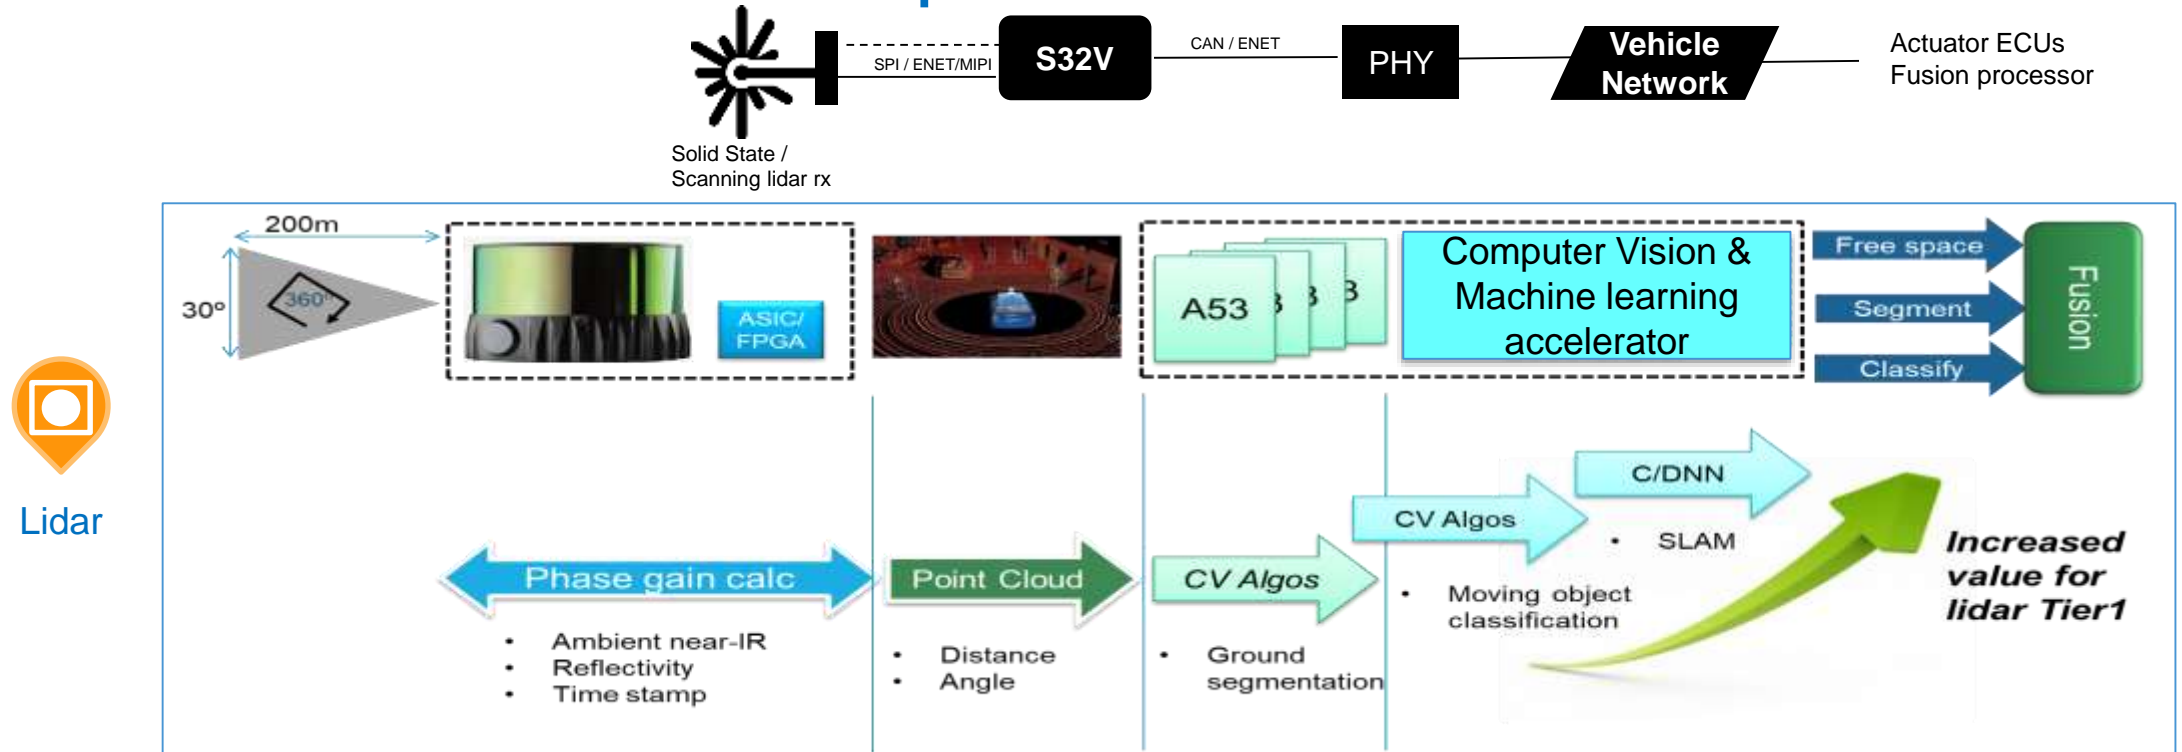 SPI / ENET/MIPI
S32V
CAN / ENET
PHY
Vehicle
Network
Actuator ECUs
Fusion processor
Solid State /
Scanning lidar rx
200m
30º
360º
ASIC/
FPGA
A53
3
3
3
Computer Vision &
Machine learning
accelerator
Free space
Segment
Classify
Fusion
Lidar
Phase gain calc
• Ambient near-IR
• Reflectivity
• Time stamp
Point Cloud
• Distance
• Angle
CV Algos
• Ground
segmentation
CV Algos
• Moving object
classification
C/DNN
• SLAM
Increased
value for
lidar Tier1